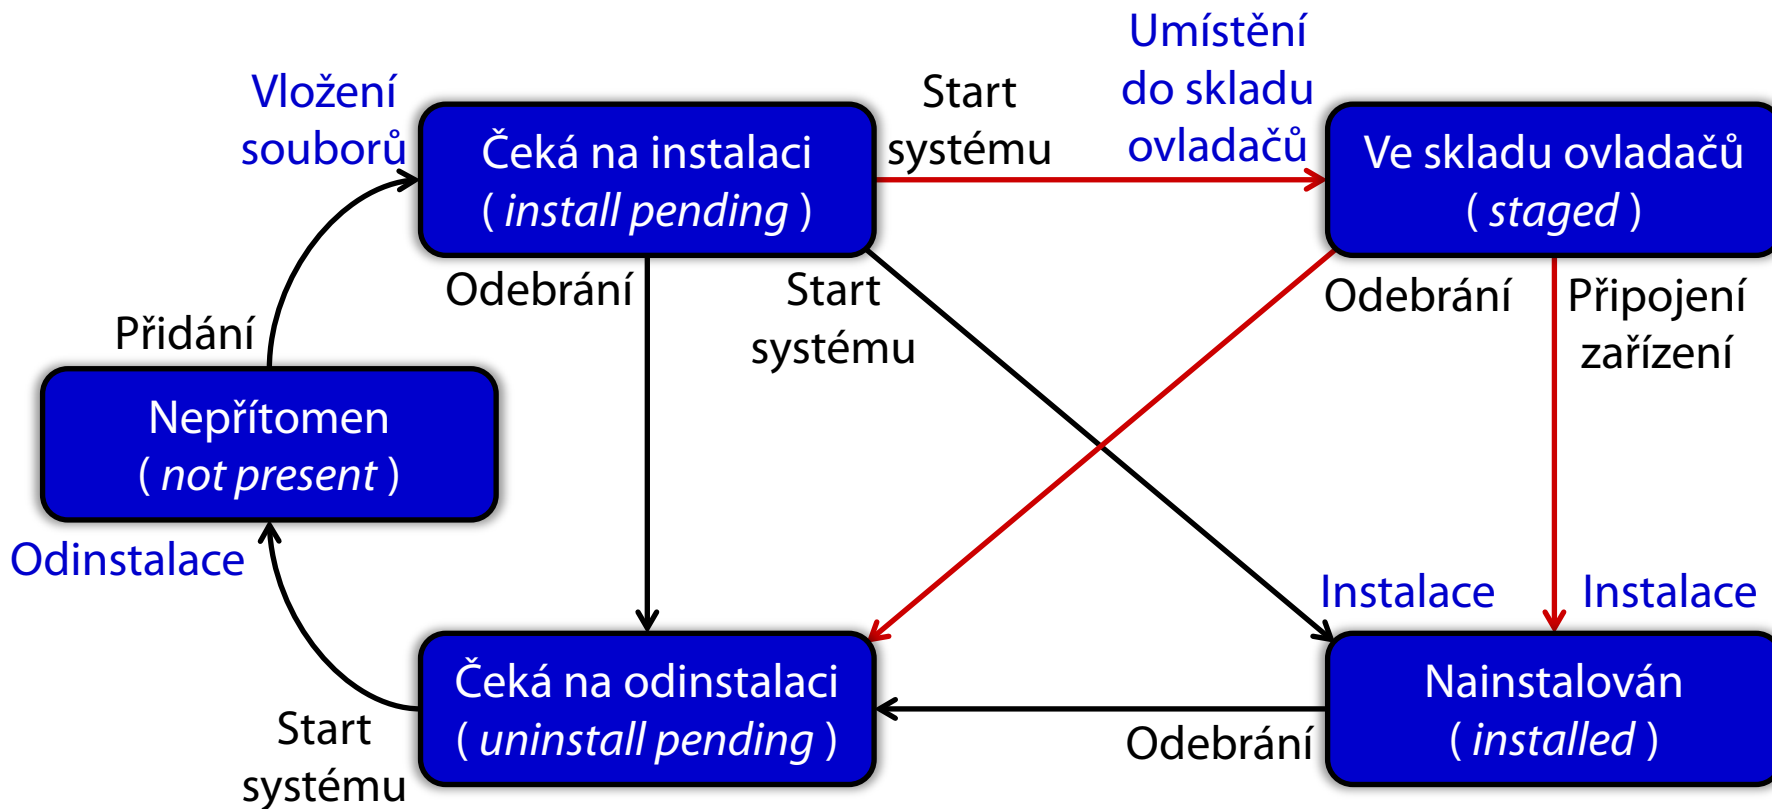 Umístění
do skladu
ovladačů
Vložení
souborů
Start
systému
Čeká na instalaci
( install pending )
Ve skladu ovladačů
( staged )
Odebrání
Start
systému
Odebrání
Připojení
zařízení
Přidání
Nepřítomen
( not present )
Odinstalace
Instalace
Instalace
Čeká na odinstalaci
( uninstall pending )
Nainstalován
( installed )
Start
systému
Odebrání